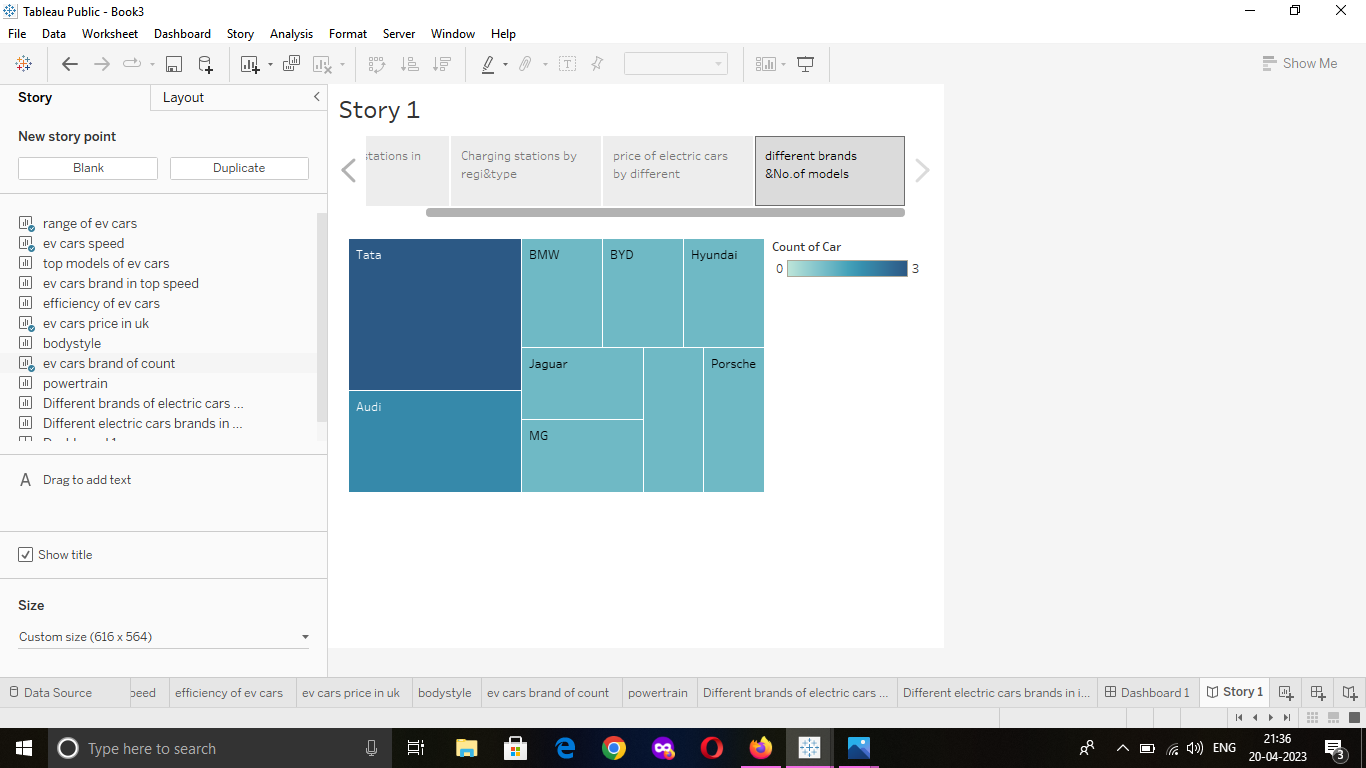 Tableau Public - Book3
File Data Worksheet Dashboard Story Analysis Format Server Window Help
Show Me
Story Layout
New story point
Blank Duplicate
range of ev cars
ev cars speed
top models of ev cars
ev cars brand in top speed
efficiency of ev cars
ev cars price in uk
bodystyle
ev cars brand of count
powertrain
Different brands of electric cars ...
Different electric cars brands in ...
A Drag to add text
Show title
Size
Custom size (616 x 564)
Story 1
stations in
Charging stations by
regi&type
price of electric cars
by different
different brands
&No.of models
Tata
Audi
BMW
BYD
Hyundai
Jaguar
MG
Porsche
Count of Car
0 3
Data Source peed efficiency of ev cars ev cars price in uk bodystyle ev cars brand of count powertrain Different brands of electric cars ... Different electric cars brands in i... Dashboard 1 Story 1
Type here to search
ENG
21:36
20-04-2023
3